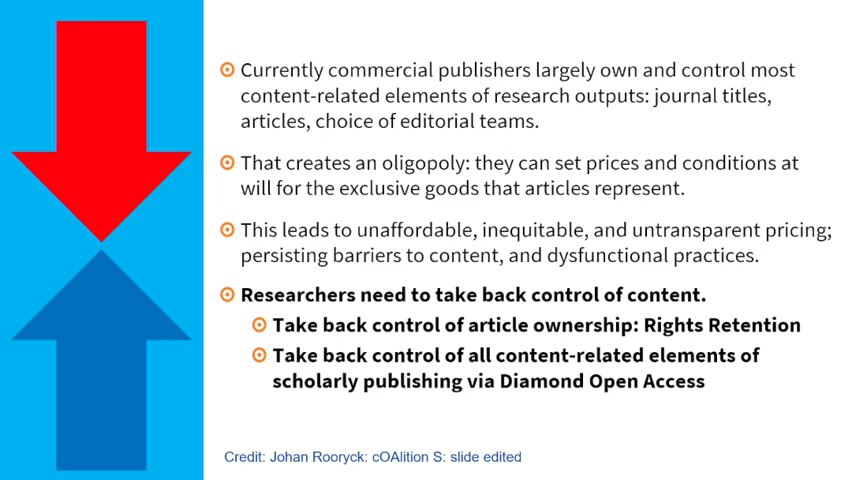 Currently commercial publishers largely own and control most
content-related elements of research outputs: journal titles,
articles, choice of editorial teams.
That creates an oligopoly: they can set prices and conditions at
will for the exclusive goods that articles represent.
This leads to unaffordable, inequitable, and untransparent pricing;
persisting barriers to content, and dysfunctional practices.
Researchers need to take back control of content.
Take back control of article ownership: Rights Retention
Take back control of all content-related elements of
scholarly publishing via Diamond Open Access
Credit: Johan Rooryck: cOAlition S: slide edited